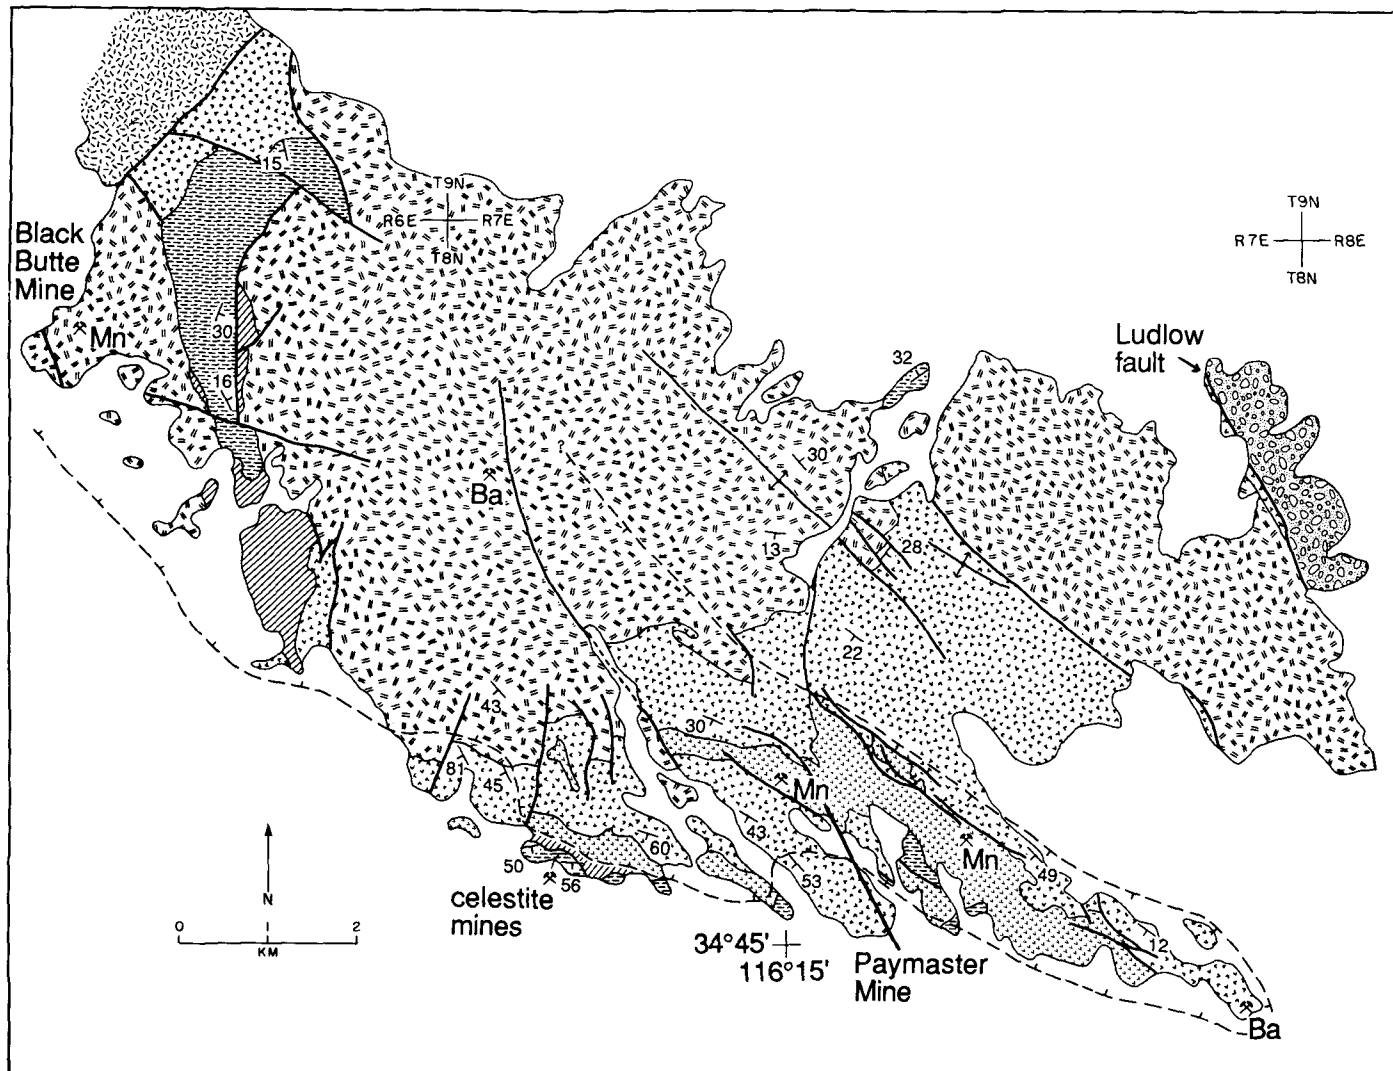 15
T9N
R6E
R7E
T8N
T9N
R7E
R8E
T8N
Black
Butte
Mine
Mn
30
16
Ludlow
fault
32
30
Ba
13
28
22
43
30
81
45
Mn
43
Mn
60
50
56
53
49
celestite
mines
N
0
2
KM
34°45'
116°15'
Paymaster
Mine
12
Ba
?